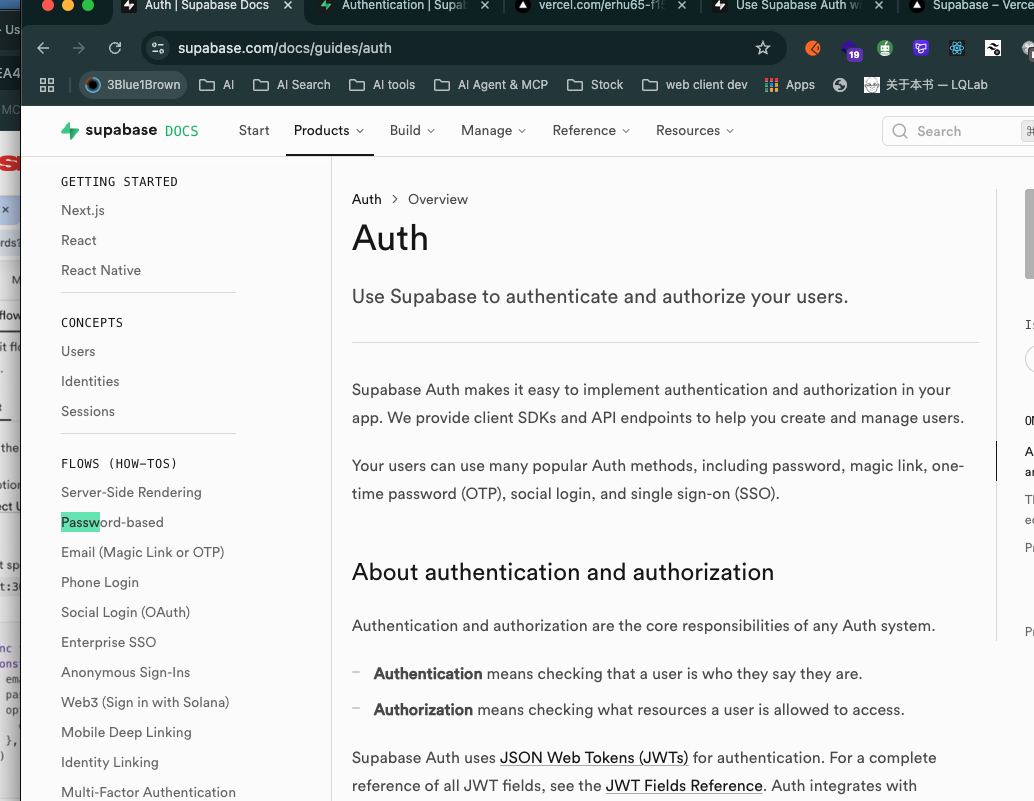 Auth | Supabase Docs
Authentication | Supab
vercel.com/erhu65-f1
Use Supabase Auth wi
Supabase – Verce
supabase.com/docs/guides/auth
19
3Blue1Brown
AI
AI Search
AI tools
AI Agent & MCP
Stock
web client dev
Apps
关于本书 — LQLab
supabase DOCS
Start
Products
Build
Manage
Reference
Resources
Search
GETTING STARTED
Next.js
React
React Native
CONCEPTS
Users
Identities
Sessions
FLOWS (HOW-TOS)
Server-Side Rendering
Password-based
Email (Magic Link or OTP)
Phone Login
Social Login (OAuth)
Enterprise SSO
Anonymous Sign-Ins
Web3 (Sign in with Solana)
Mobile Deep Linking
Identity Linking
Multi-Factor Authentication
Auth > Overview
Auth
Use Supabase to authenticate and authorize your users.
Supabase Auth makes it easy to implement authentication and authorization in your
app. We provide client SDKs and API endpoints to help you create and manage users.
Your users can use many popular Auth methods, including password, magic link, one-
time password (OTP), social login, and single sign-on (SSO).
About authentication and authorization
Authentication and authorization are the core responsibilities of any Auth system.
– Authentication means checking that a user is who they say they are.
– Authorization means checking what resources a user is allowed to access.
Supabase Auth uses JSON Web Tokens (JWTs) for authentication. For a complete
reference of all JWT fields, see the JWT Fields Reference. Auth integrates with